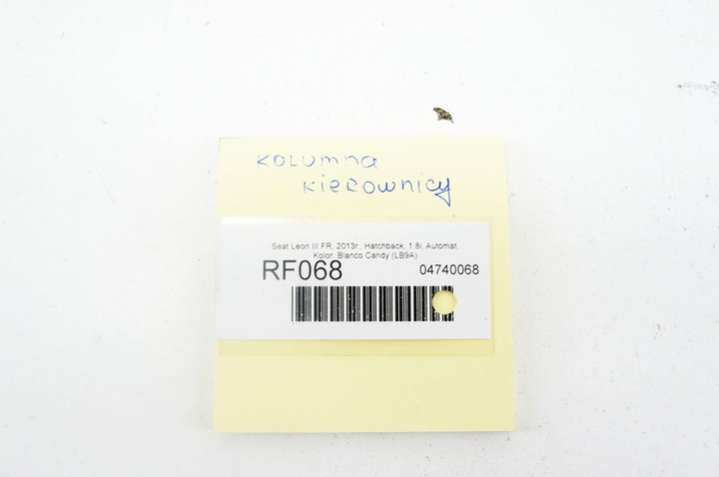 kolumna
kierownicy
Seat Leon III FR, 2013r., Hatchback, 1.8i, Automat,
Kolor: Blanco Candy (LB9A)
RF068
04740068